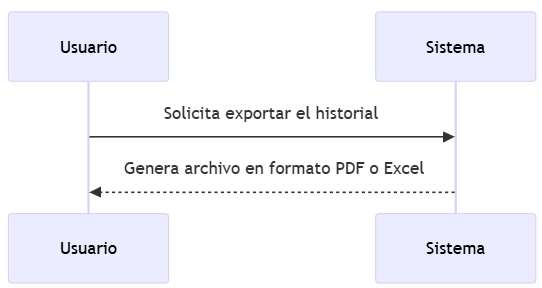 Usuario
Sistema
Solicita exportar el historial
Genera archivo en formato PDF o Excel
Usuario
Sistema